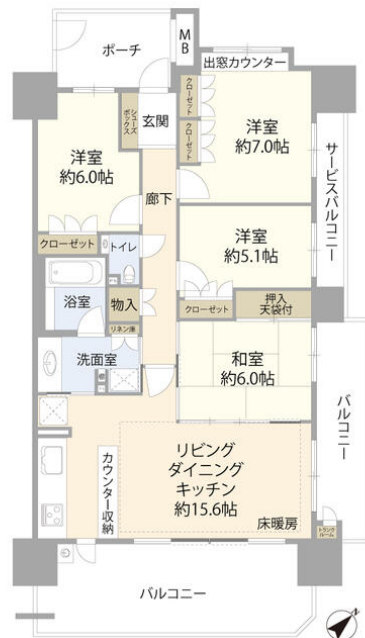 ポーチ
MB
出窓カウンター
シューズ
ボックス
玄関
クローゼット
クローゼット
洋室
約6.0帖
洋室
約7.0帖
サービスバルコニー
廊下
クローゼット
トイレ
洋室
約5.1帖
浴室
物入
リネン庫
クローゼット
押入
天袋付
洗面室
和室
約6.0帖
バルコニー
カウンター収納
リビング
ダイニング
キッチン
約15.6帖
床暖房
トランク
ルーム
バルコニー